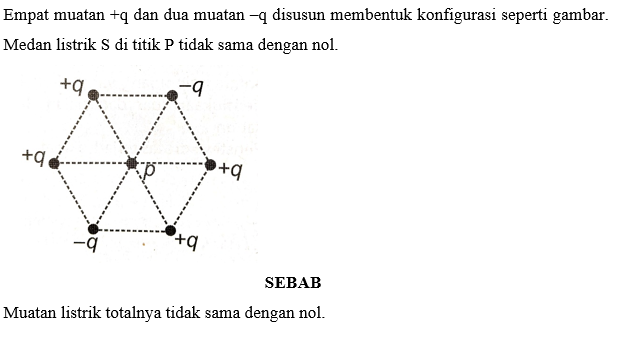 Empat muatan +q dan dua muatan –q disusun membentuk konfigurasi seperti gambar.
Medan listrik S di titik P tidak sama dengan nol.
+q
–q
+q
p
+q
–q
+q
SEBAB
Muatan listrik totalnya tidak sama dengan nol.